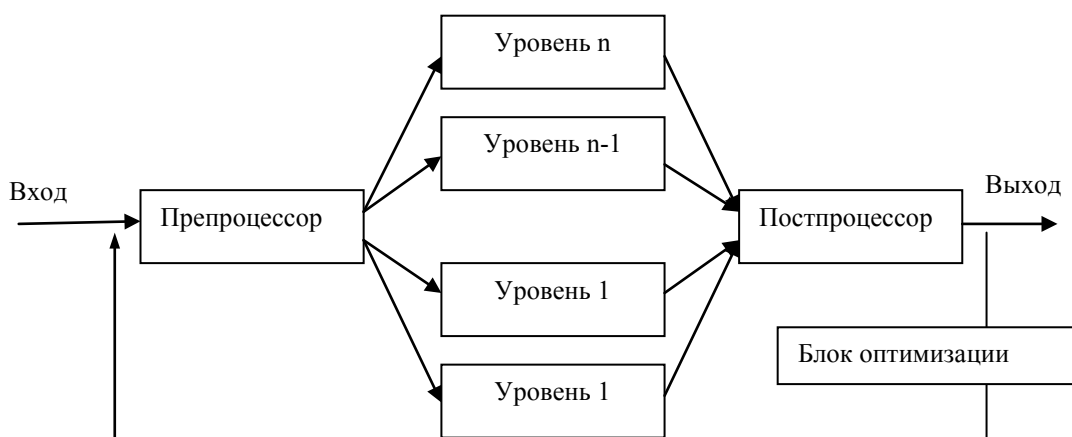 Уровень n
Уровень n-1
Вход
Препроцессор
Постпроцессор
Выход
Уровень 1
Блок оптимизации
Уровень 1